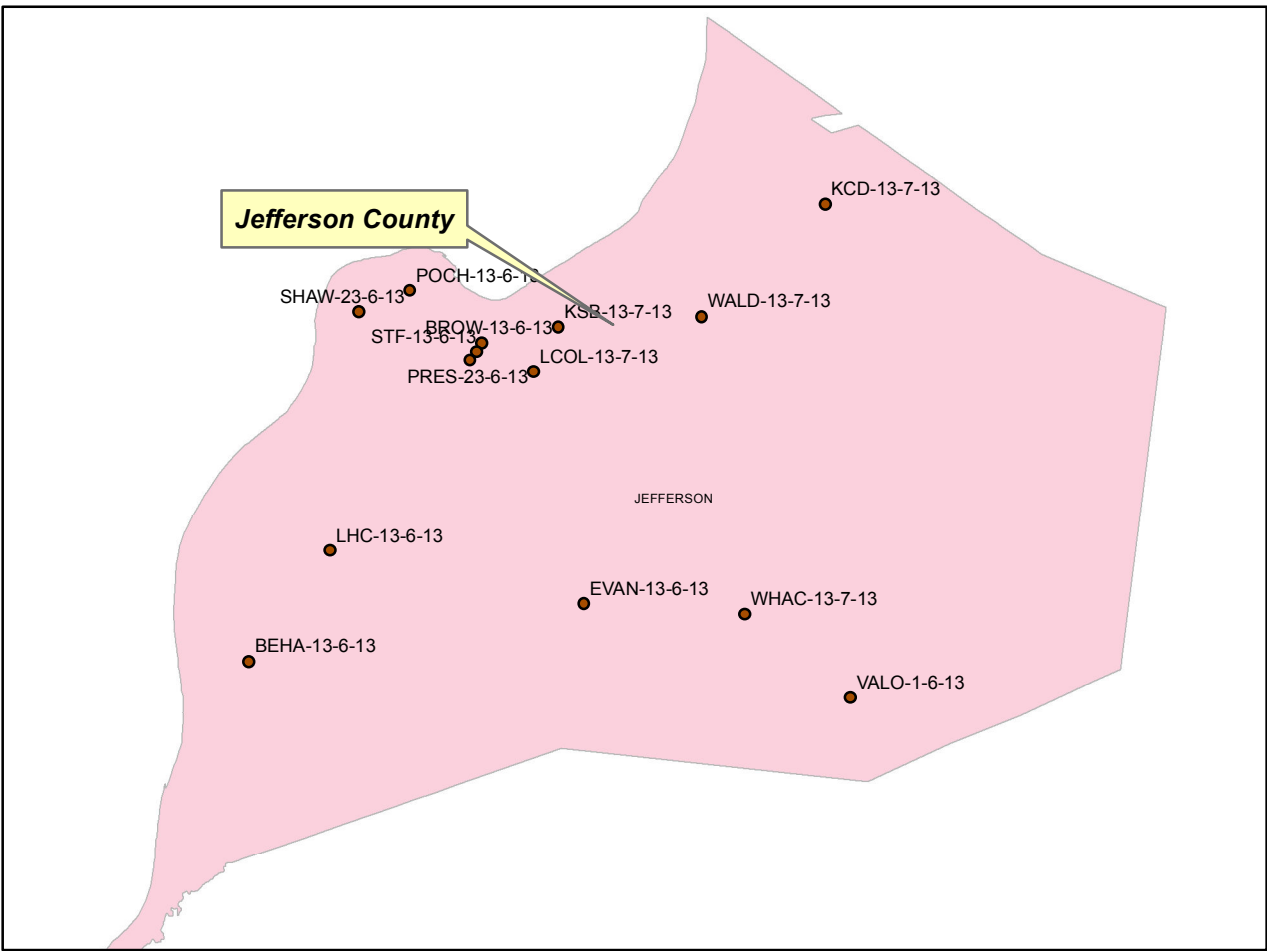 KCD-13-7-13
Jefferson County
POCH-13-6-13
SHAW-23-6-13
WALD-13-7-13
KSB-13-7-13
BROW-13-6-13
STF-13-6-13
LCOL-13-7-13
PRES-23-6-13
JEFFERSON
LHC-13-6-13
EVAN-13-6-13
WHAC-13-7-13
BEHA-13-6-13
VALO-1-6-13